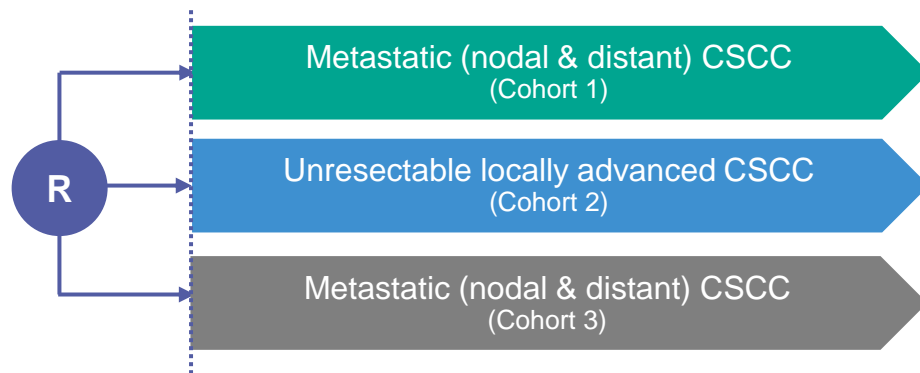 Metastatic (nodal & distant) CSCC
(Cohort 1)
R
Unresectable locally advanced CSCC
(Cohort 2)
Metastatic (nodal & distant) CSCC
(Cohort 3)